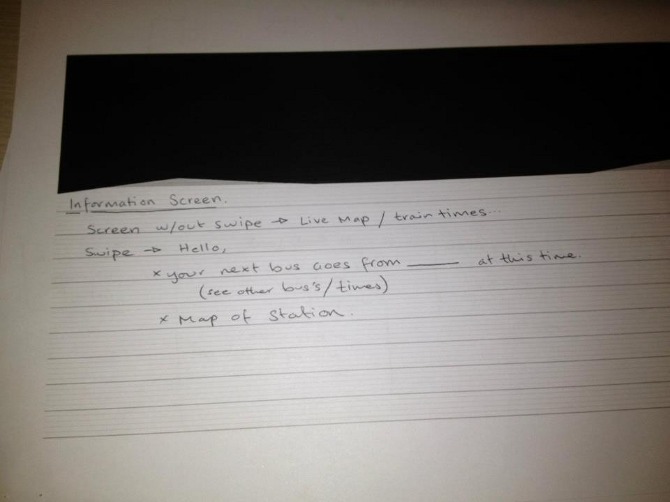 Information Screen.
Screen w/out swipe → Live Map / train times...
Swipe → Hello,
× your next bus goes from ____ at this time.
(see other bus's/times)
× Map of Station.